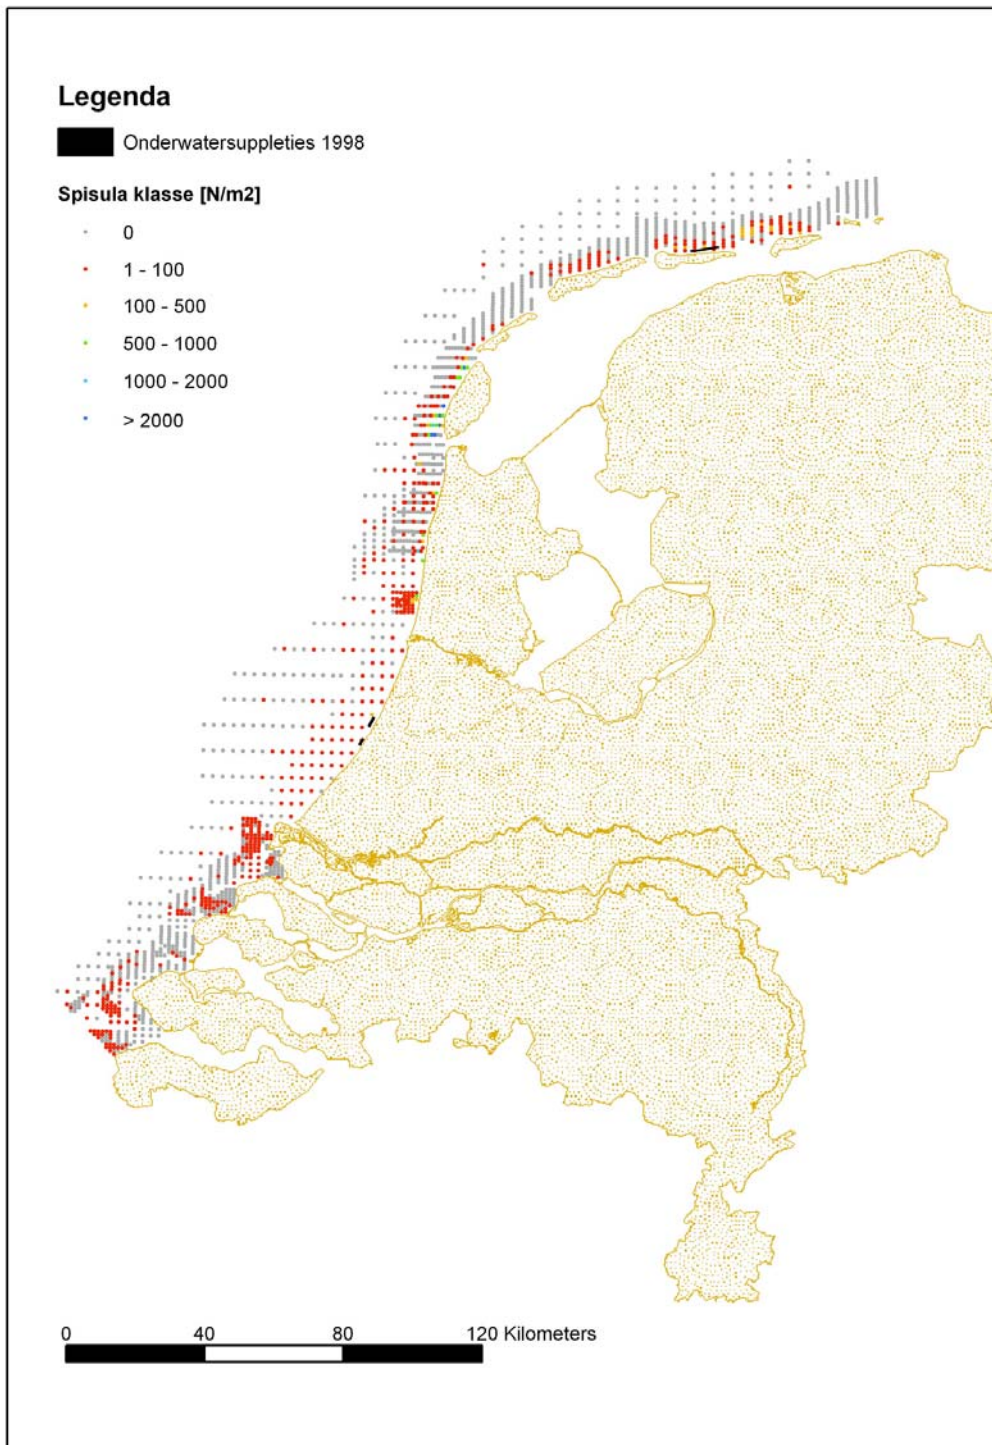 Legenda
Onderwatersuppleties 1998
Spisula klasse [N/m2]
0
1 - 100
100 - 500
500 - 1000
1000 - 2000
> 2000
0 40 80 120 Kilometers